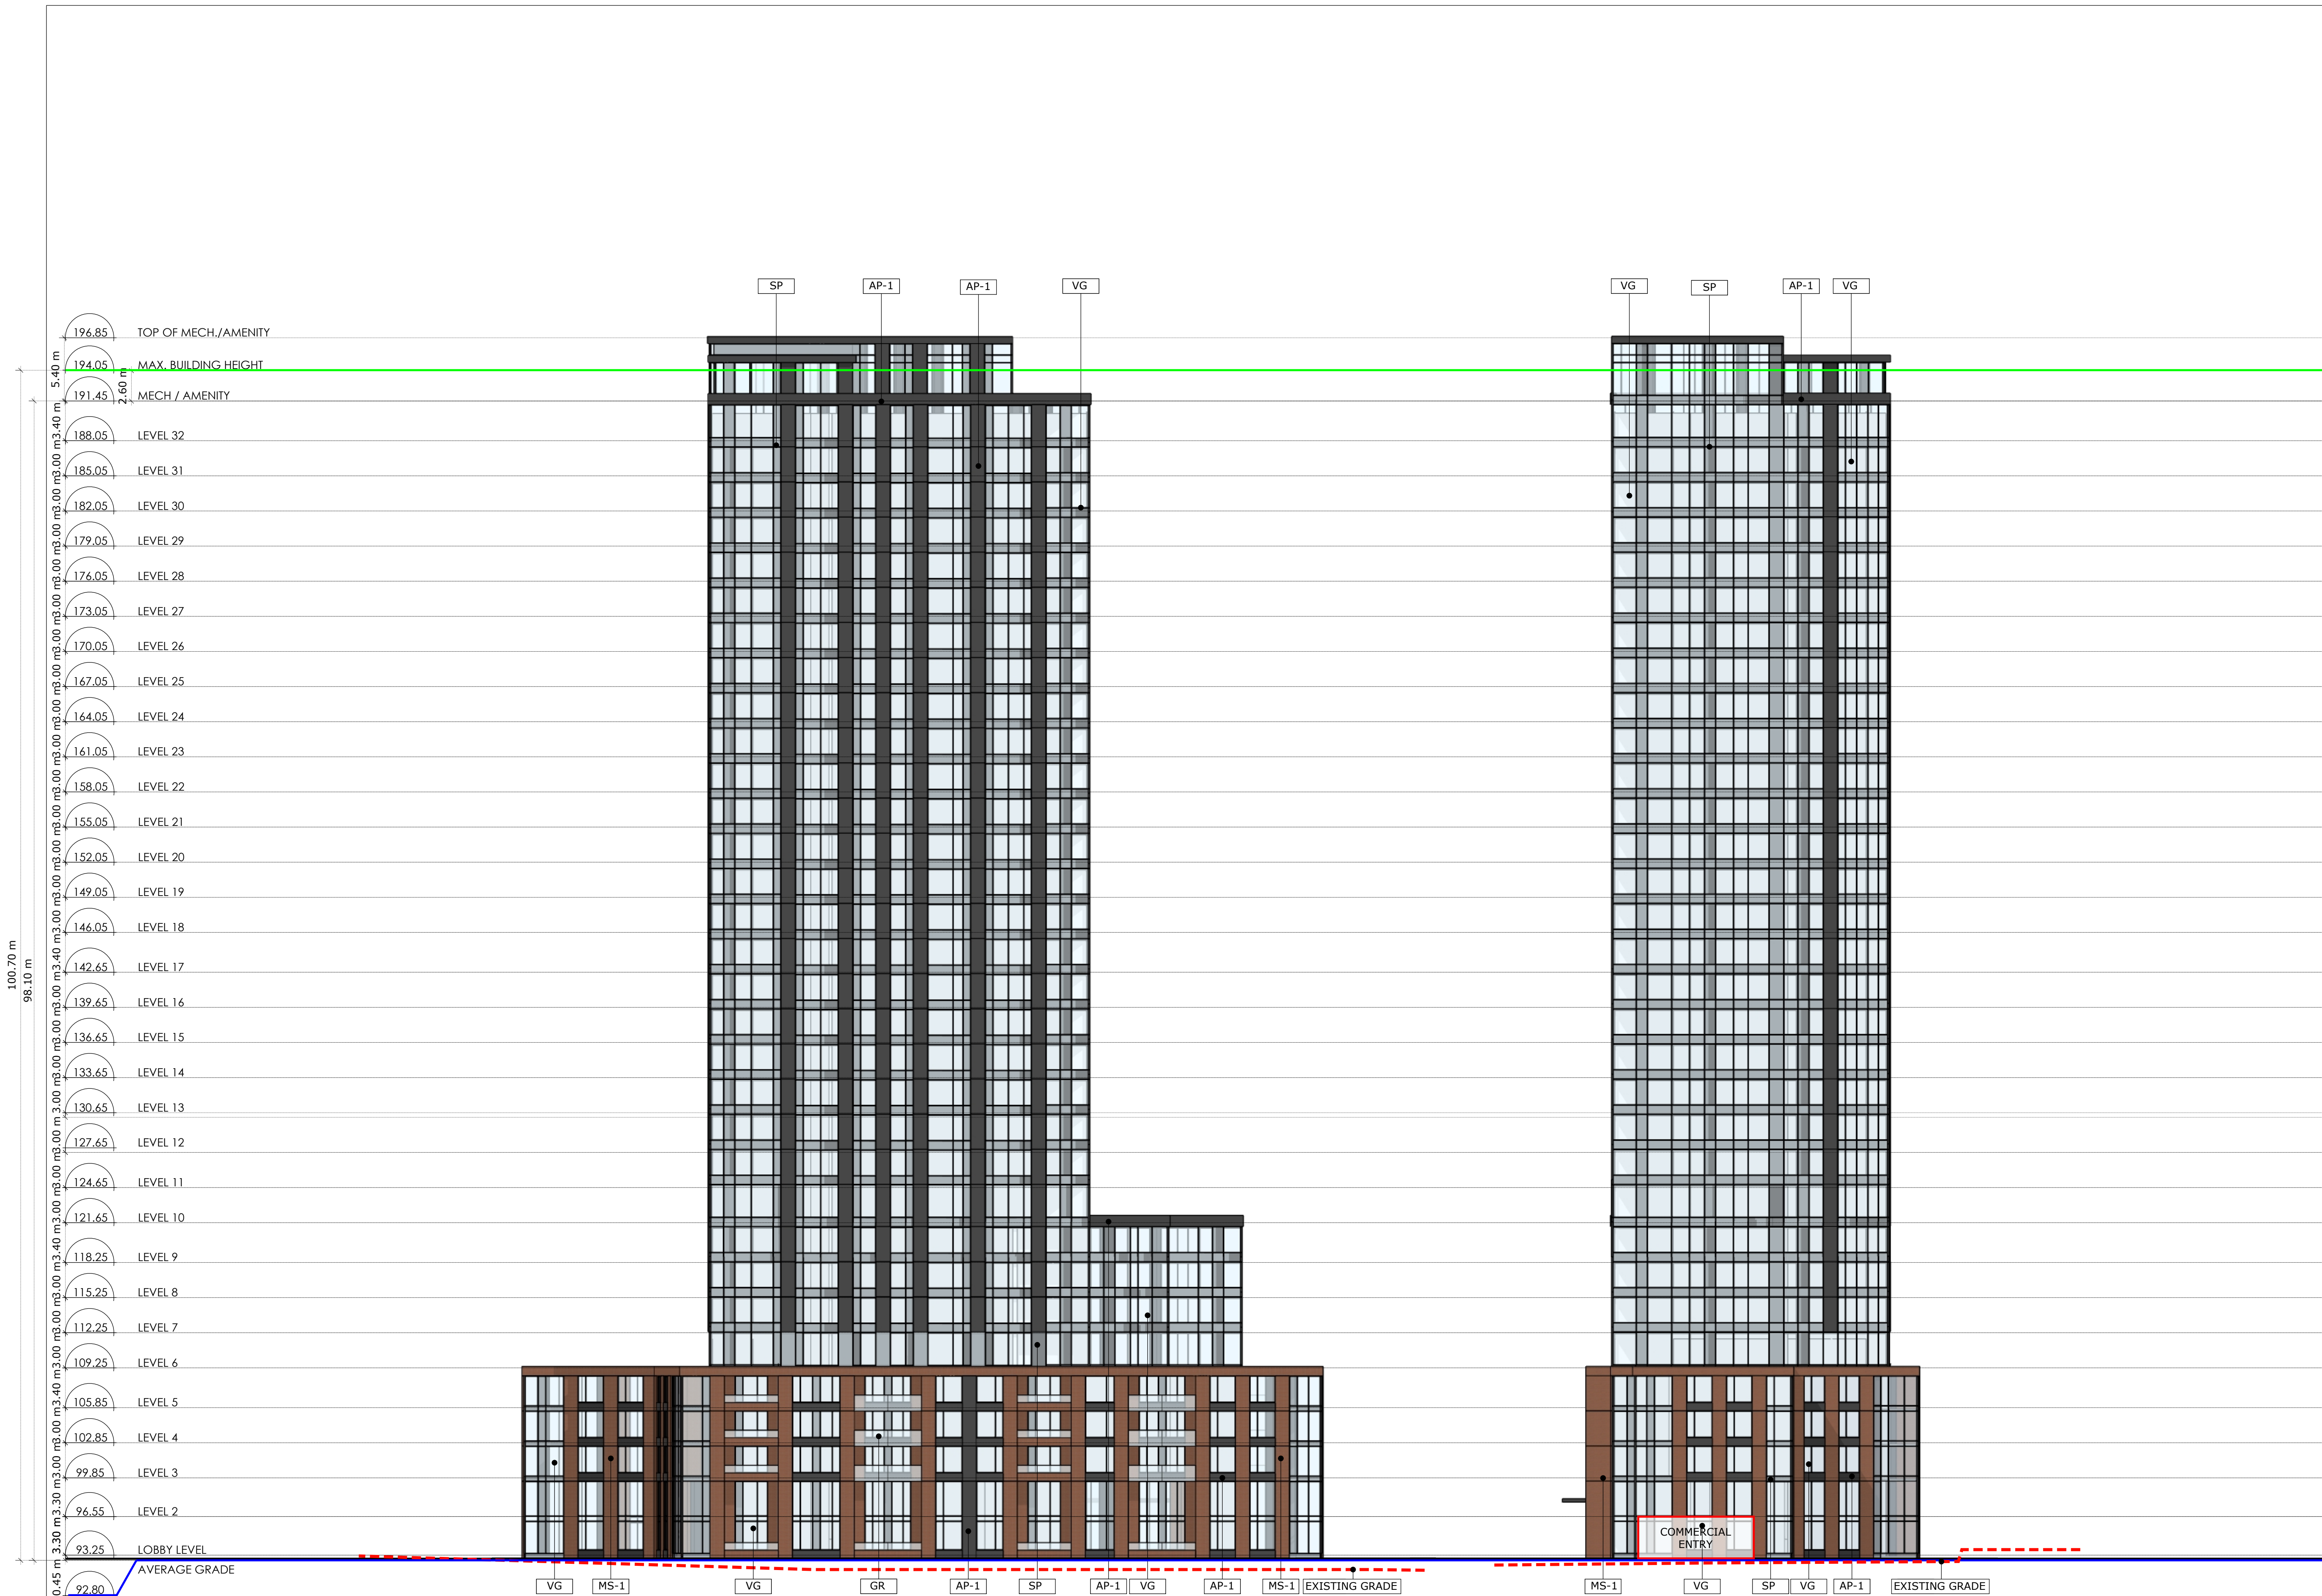 SP
AP-1
AP-1
VG
VG
SP
AP-1
VG
196.85 TOP OF MECH./AMENITY
5.40 m
194.05 MAX. BUILDING HEIGHT
2.60 m
191.45 MECH / AMENITY
3.40 m
188.05 LEVEL 32
3.00 m
185.05 LEVEL 31
3.00 m
182.05 LEVEL 30
3.00 m
179.05 LEVEL 29
3.00 m
176.05 LEVEL 28
3.00 m
173.05 LEVEL 27
3.00 m
170.05 LEVEL 26
3.00 m
167.05 LEVEL 25
3.00 m
164.05 LEVEL 24
3.00 m
161.05 LEVEL 23
3.00 m
158.05 LEVEL 22
3.00 m
155.05 LEVEL 21
3.00 m
152.05 LEVEL 20
3.00 m
149.05 LEVEL 19
3.00 m
146.05 LEVEL 18
3.40 m
142.65 LEVEL 17
3.00 m
139.65 LEVEL 16
3.00 m
136.65 LEVEL 15
3.00 m
133.65 LEVEL 14
3.00 m
130.65 LEVEL 13
3.00 m
127.65 LEVEL 12
3.00 m
124.65 LEVEL 11
3.00 m
121.65 LEVEL 10
3.40 m
118.25 LEVEL 9
3.00 m
115.25 LEVEL 8
3.00 m
112.25 LEVEL 7
3.00 m
109.25 LEVEL 6
3.40 m
105.85 LEVEL 5
3.00 m
102.85 LEVEL 4
3.00 m
99.85 LEVEL 3
3.30 m
96.55 LEVEL 2
3.30 m
93.25 LOBBY LEVEL
0.45 m
92.80 AVERAGE GRADE
100.70 m
98.10 m
COMMERCIAL
ENTRY
VG
MS-1
VG
GR
AP-1
SP
AP-1
VG
AP-1
MS-1
EXISTING GRADE
MS-1
VG
SP
VG
AP-1
EXISTING GRADE